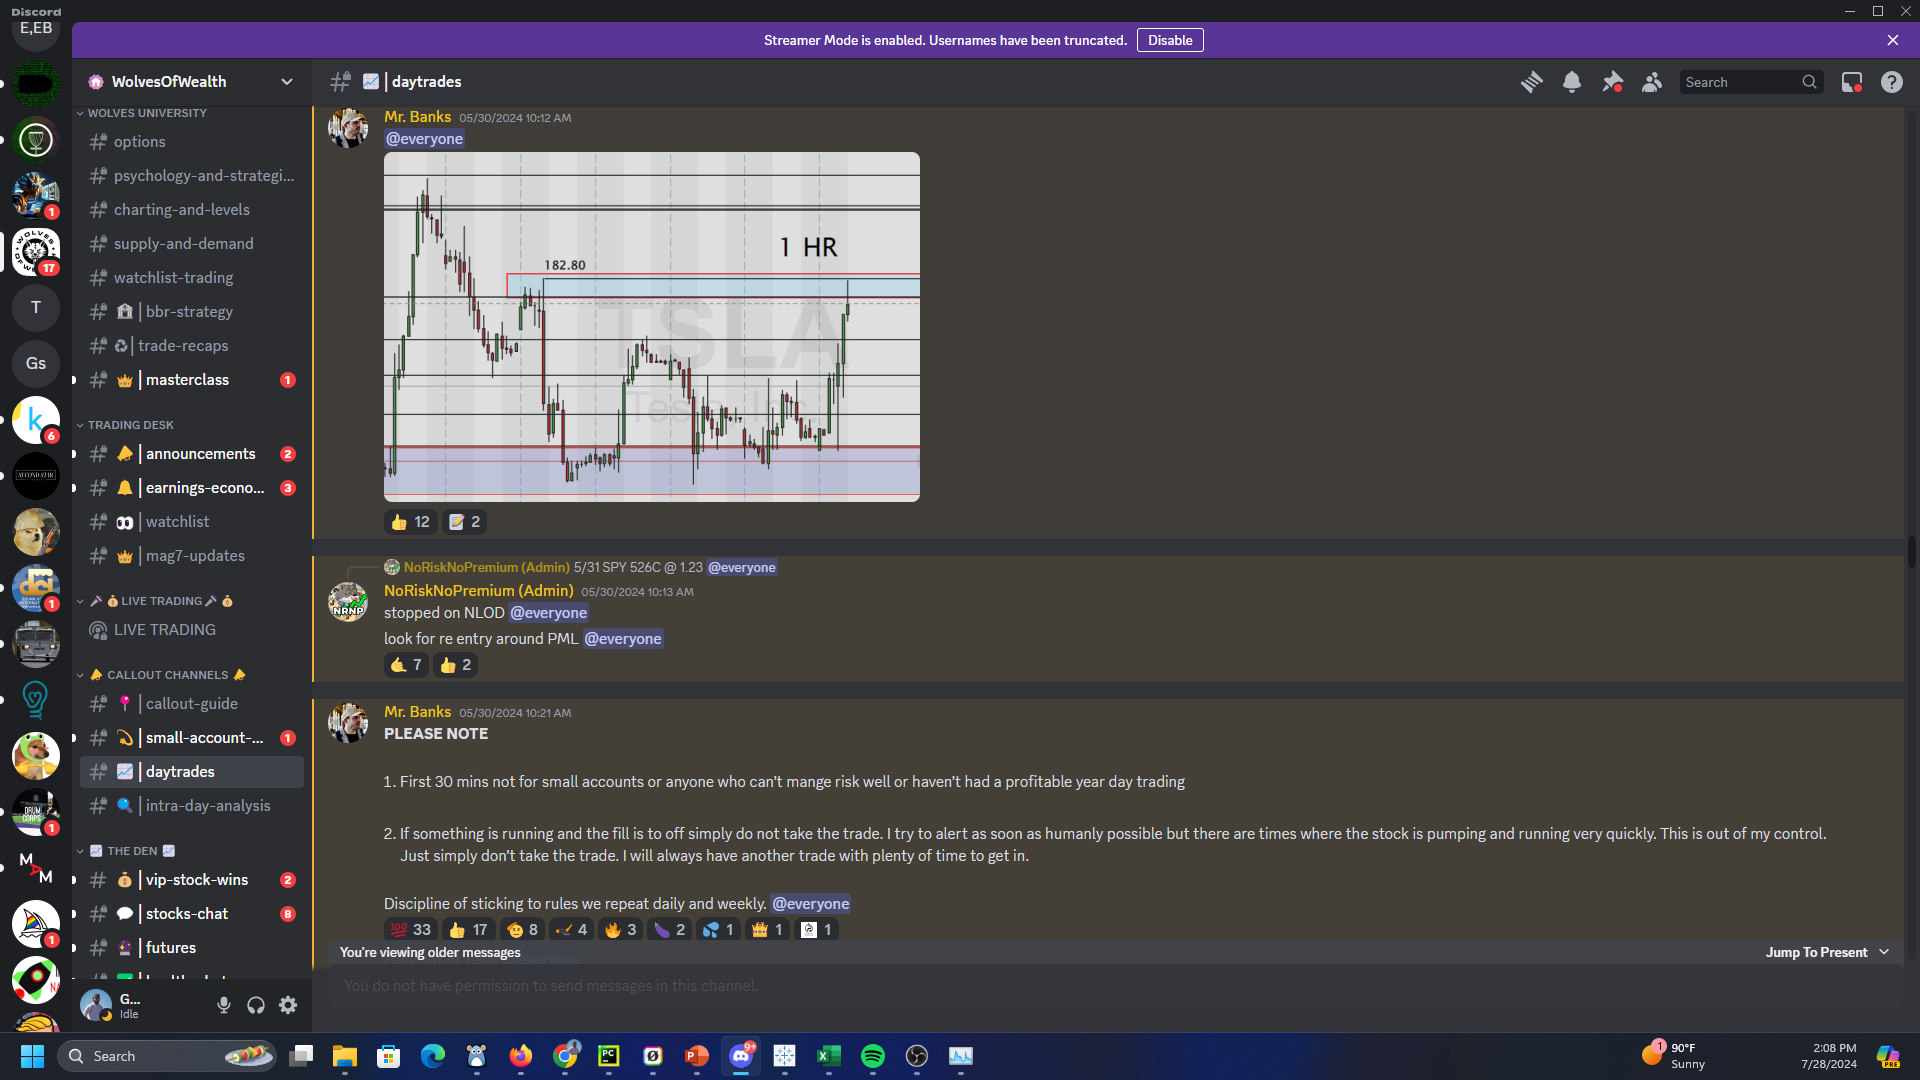 Discord
E,EB
Streamer Mode is enabled. Usernames have been truncated.
Disable
WolvesOfWealth
| daytrades
Search
WOLVES UNIVERSITY
options
psychology-and-strategi...
charting-and-levels
supply-and-demand
watchlist-trading
| bbr-strategy
| trade-recaps
| masterclass
1
TRADING DESK
| announcements
2
| earnings-econo...
3
| watchlist
| mag7-updates
LIVE TRADING
LIVE TRADING
CALLOUT CHANNELS
| callout-guide
| small-account-...
1
| daytrades
| intra-day-analysis
THE DEN
| vip-stock-wins
2
| stocks-chat
8
| futures
G...
Idle
1
17
T
Gs
k
6
SECOND STAR
dci
1
DRUM CORPS
1
M A M
1
Mr. Banks 05/30/2024 10:12 AM
@everyone
1 HR
182.80
TSLA
Tesla, Inc.
12
2
NoRiskNoPremium (Admin) 5/31 SPY 526C @ 1.23 @everyone
NRNP
NoRiskNoPremium (Admin) 05/30/2024 10:13 AM
stopped on NLOD @everyone
look for re entry around PML @everyone
7
2
Mr. Banks 05/30/2024 10:21 AM
PLEASE NOTE
1. First 30 mins not for small accounts or anyone who can’t mange risk well or haven’t had a profitable year day trading
2. If something is running and the fill is to off simply do not take the trade. I try to alert as soon as humanly possible but there are times where the stock is pumping and running very quickly. This is out of my control.
Just simply don’t take the trade. I will always have another trade with plenty of time to get in.
Discipline of sticking to rules we repeat daily and weekly. @everyone
100 33
17
8
4
3
2
1
1
1
You're viewing older messages
Jump To Present
You do not have permission to send messages in this channel.
Search
PC
9+
1
90°F
Sunny
2:08 PM
7/28/2024
PRE